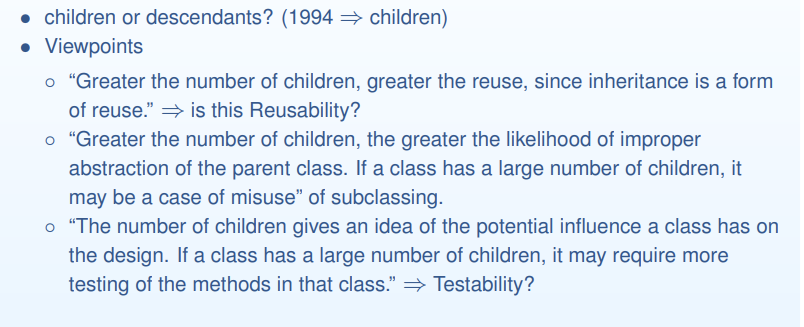 • children or descendants? (1994 ⇒ children)
• Viewpoints
○ “Greater the number of children, greater the reuse, since inheritance is a form
of reuse.” ⇒ is this Reusability?
○ “Greater the number of children, the greater the likelihood of improper
abstraction of the parent class. If a class has a large number of children, it
may be a case of misuse” of subclassing.
○ “The number of children gives an idea of the potential influence a class has on
the design. If a class has a large number of children, it may require more
testing of the methods in that class.” ⇒ Testability?